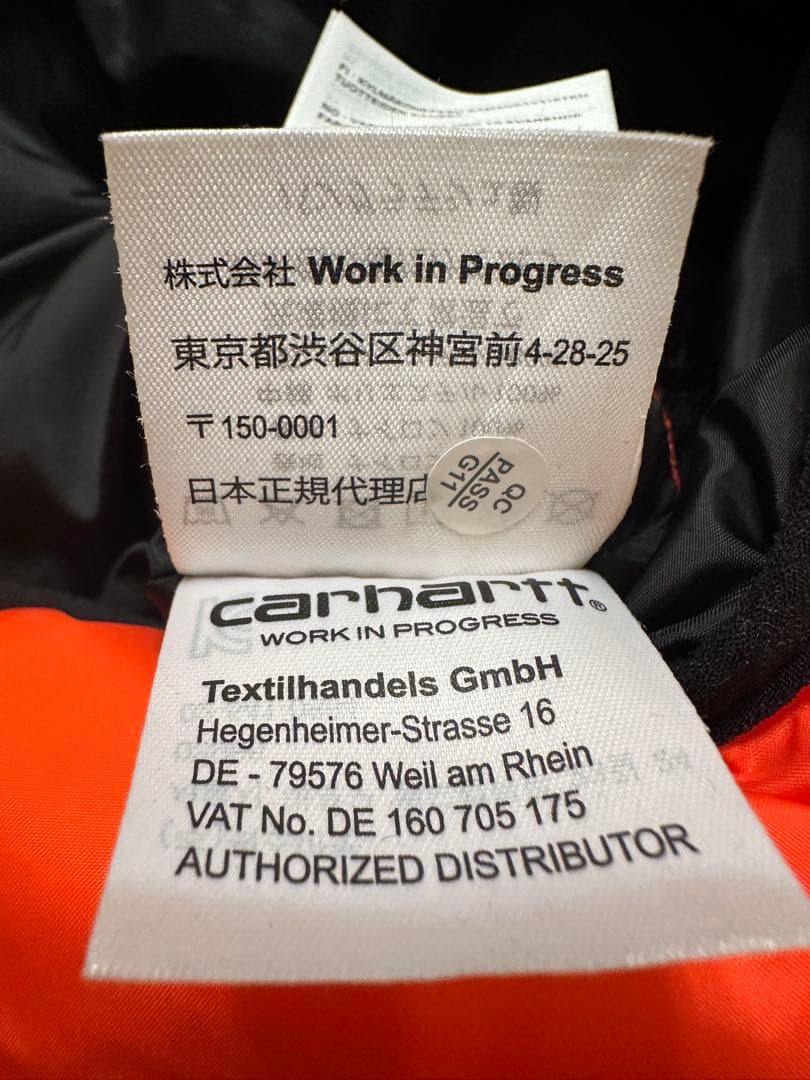 TUOTTEIDEN
株式会社 Work in Progress
東京都渋谷区神宮前4-28-25
〒150-0001
日本正規代理店
QC
PASS
G11
carhartt®
WORK IN PROGRESS
Textilhandels GmbH
Hegenheimer-Strasse 16
DE - 79576 Weil am Rhein
VAT No. DE 160 705 175
AUTHORIZED DISTRIBUTOR